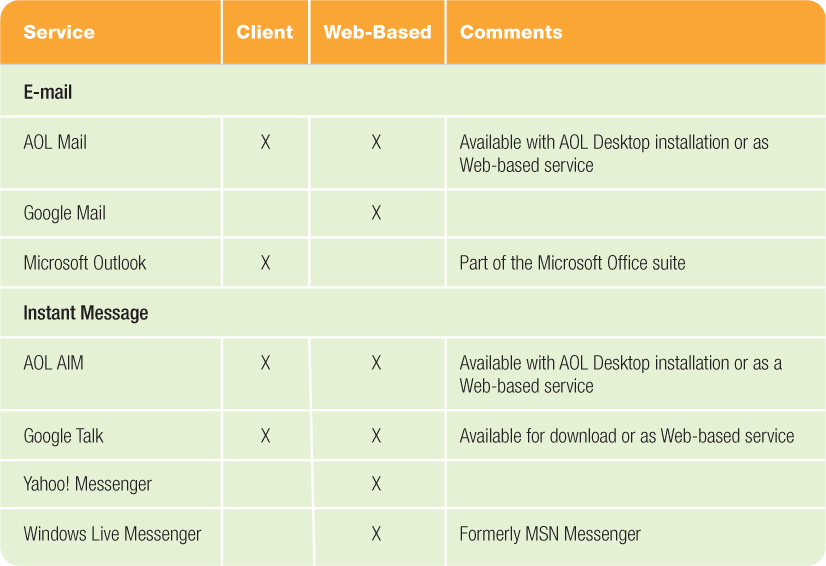 Service Client Web-Based Comments
E-mail
AOL Mail X X Available with AOL Desktop installation or as
Web-based service
Google Mail X
Microsoft Outlook X Part of the Microsoft Office suite
Instant Message
AOL AIM X X Available with AOL Desktop installation or as a
Web-based service
Google Talk X X Available for download or as Web-based service
Yahoo! Messenger X
Windows Live Messenger X Formerly MSN Messenger